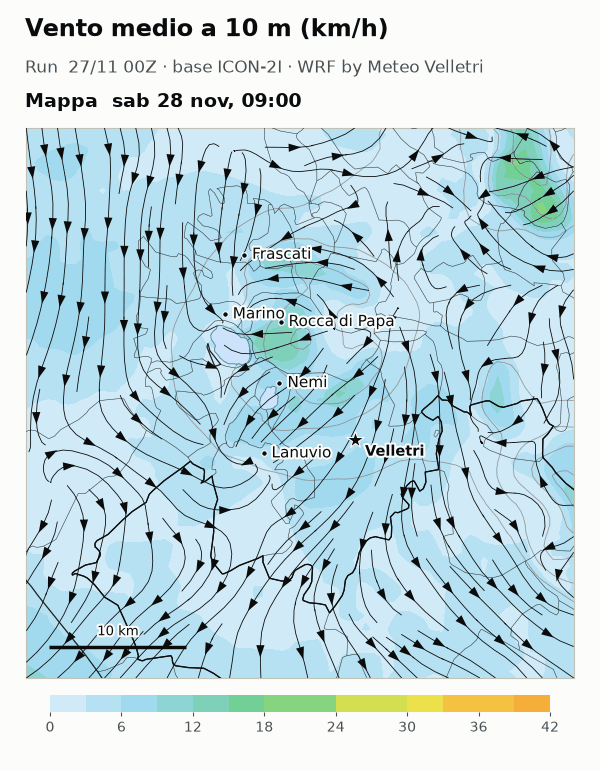 Vento medio a 10 m (km/h)
Run 27/11 00Z · base ICON-2I · WRF by Meteo Velletri
Mappa sab 28 nov, 09:00
Frascati
Marino
Rocca di Papa
Nemi
Lanuvio
Velletri
10 km
0 6 12 18 24 30 36 42